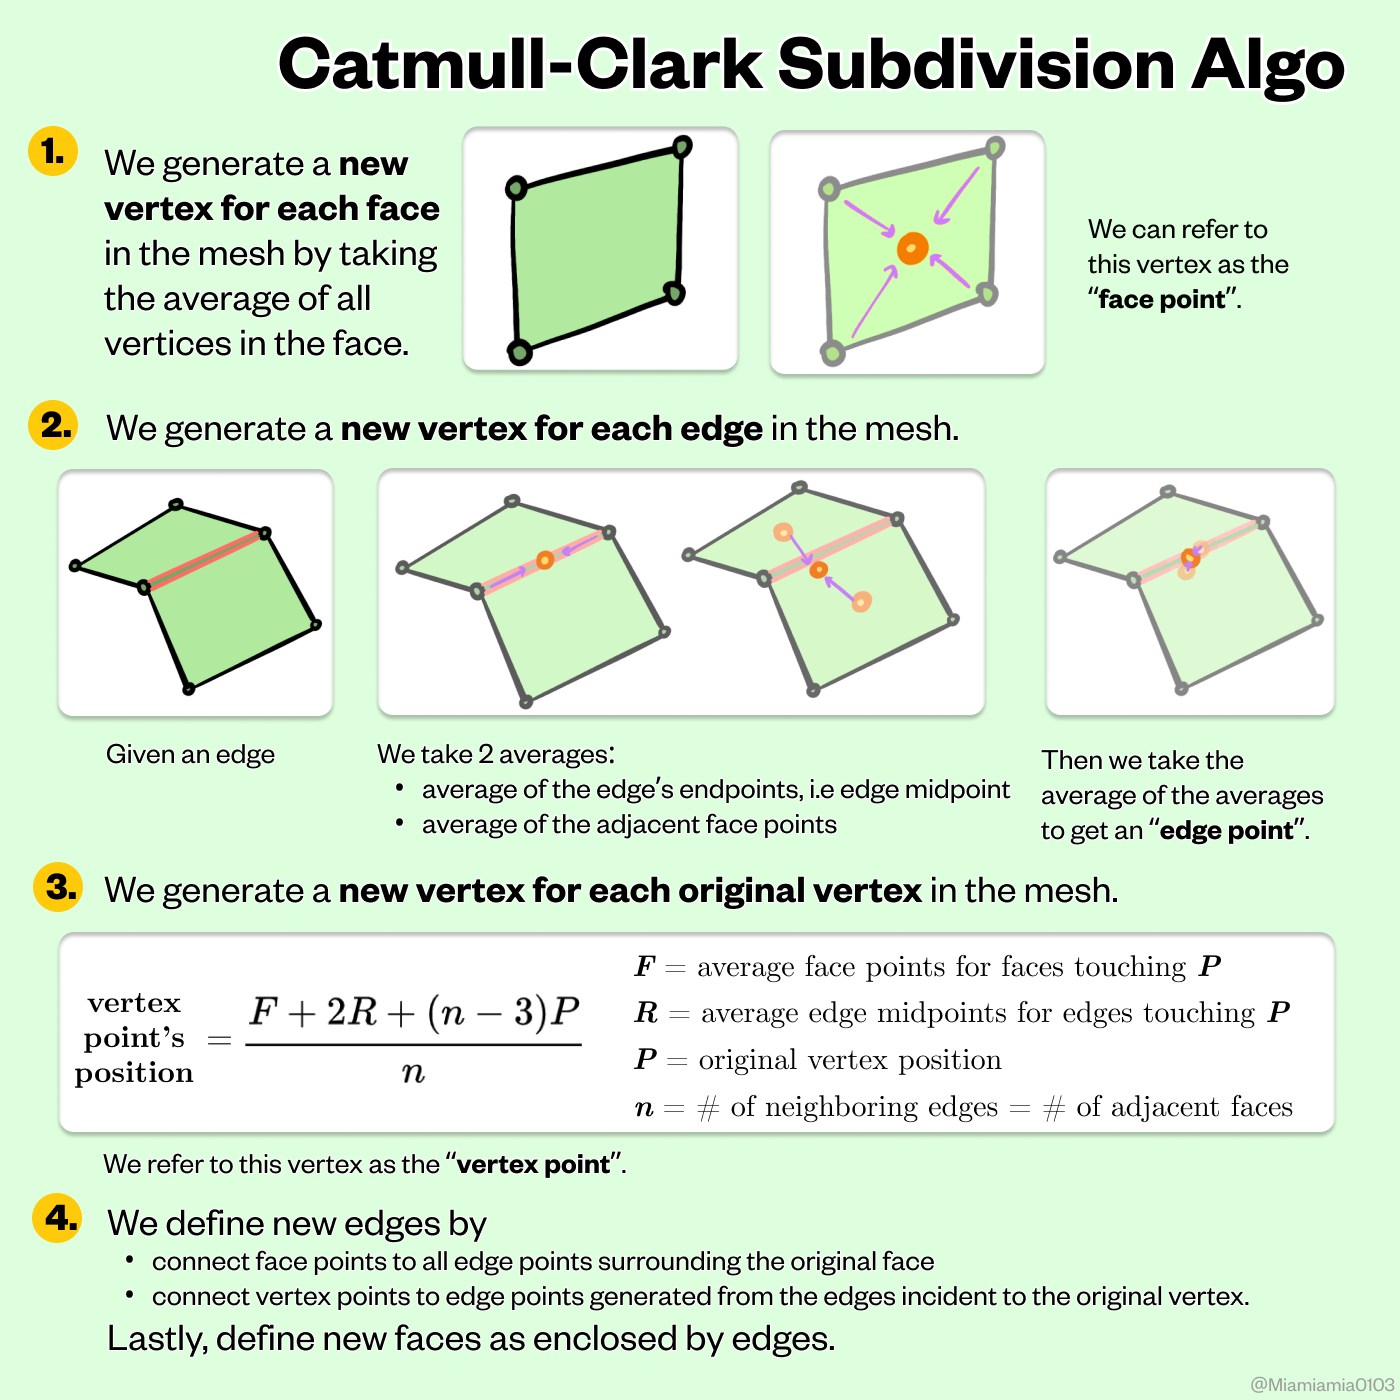 Catmull-Clark Subdivision Algo
1.
We generate a new
vertex for each face
in the mesh by taking
the average of all
vertices in the face.
We can refer to
this vertex as the
“face point”.
2.
We generate a new vertex for each edge in the mesh.
Given an edge
We take 2 averages:
• average of the edge's endpoints, i.e edge midpoint
• average of the adjacent face points
Then we take the
average of the averages
to get an “edge point”.
3.
We generate a new vertex for each original vertex in the mesh.
vertex
point's
position
=
F + 2R + (n − 3)P
n
F = average face points for faces touching P
R = average edge midpoints for edges touching P
P = original vertex position
n = # of neighboring edges = # of adjacent faces
We refer to this vertex as the “vertex point”.
4.
We define new edges by
• connect face points to all edge points surrounding the original face
• connect vertex points to edge points generated from the edges incident to the original vertex.
Lastly, define new faces as enclosed by edges.
@Miamiamia0103